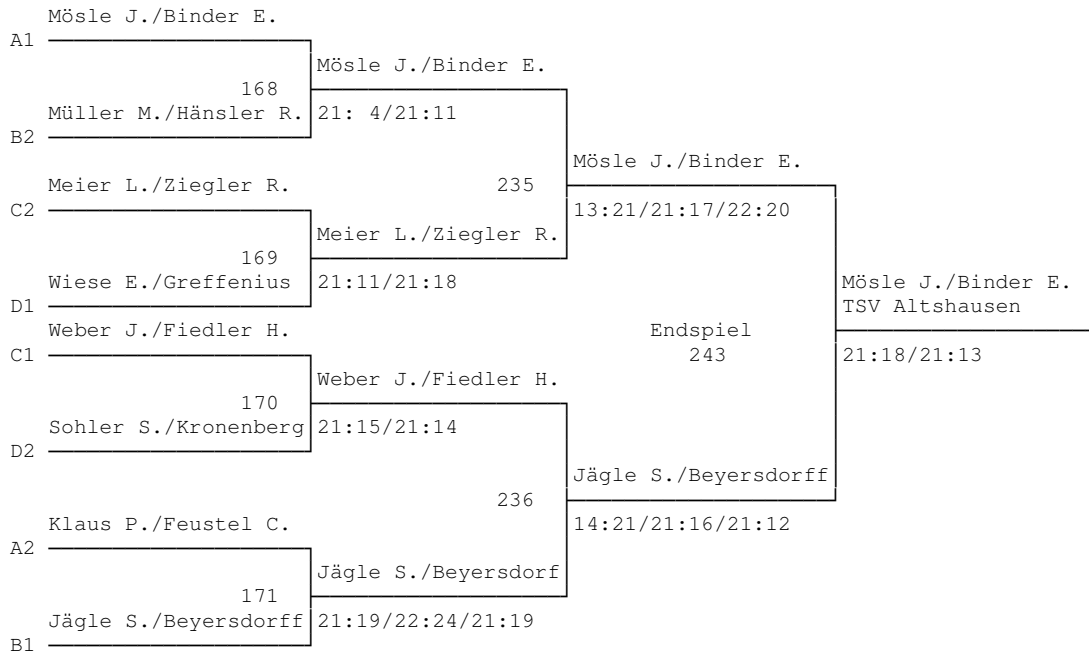 Mösle J./Binder E.
A1
Mösle J./Binder E.
168
Müller M./Hänsler R. 21: 4/21:11
B2
Mösle J./Binder E.
Meier L./Ziegler R. 235
C2
13:21/21:17/22:20
Meier L./Ziegler R.
169
Wiese E./Greffenius 21:11/21:18 Mösle J./Binder E.
D1
TSV Altshausen
Weber J./Fiedler H. Endspiel
C1
243 21:18/21:13
Weber J./Fiedler H.
170
Sohler S./Kronenberg 21:15/21:14
D2
Jägle S./Beyersdorff
236
Klaus P./Feustel C. 14:21/21:16/21:12
A2
Jägle S./Beyersdorf
171
Jägle S./Beyersdorff 21:19/22:24/21:19
B1